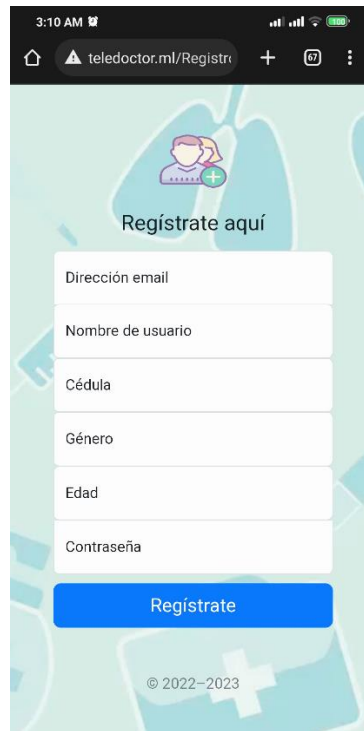 3:10 AM
100
teledoctor.ml/Registr
67
Regístrate aquí
Dirección email
Nombre de usuario
Cédula
Género
Edad
Contraseña
Regístrate
© 2022–2023